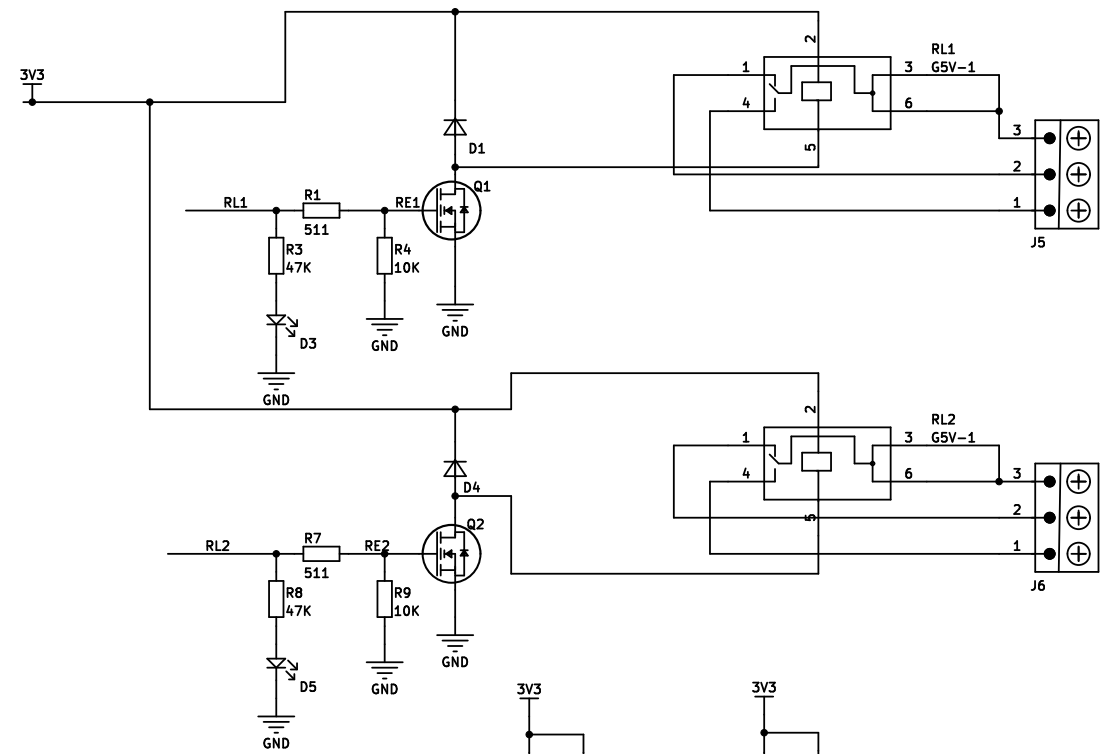 3V3
2
RL1
G5V-1
1
3
4
6
5
D1
3
2
1
J5
Q1
RL1
R1
511
RE1
R3
47K
R4
10K
D3
GND
GND
GND
2
RL2
G5V-1
1
3
4
6
5
D4
3
2
1
J6
Q2
RL2
R7
511
RE2
R8
47K
R9
10K
D5
GND
GND
GND
3V3
3V3